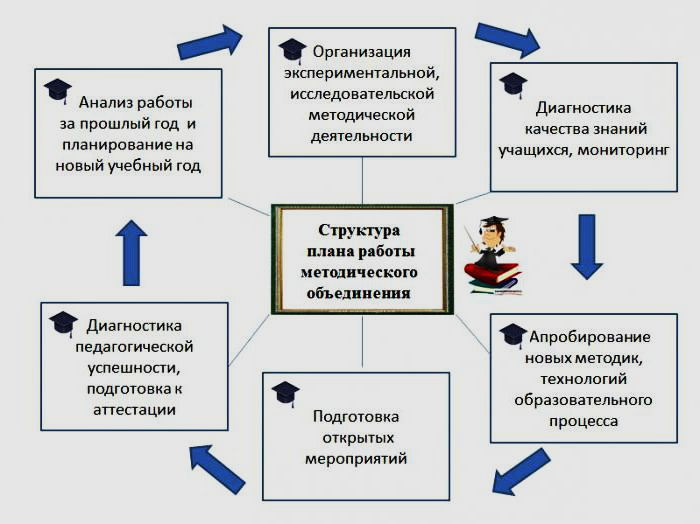 Организация
экспериментальной,
исследовательской
методической
деятельности
Анализ работы
за прошлый год и
планирование на
новый учебный год
Диагностика
качества знаний
учащихся, мониторинг
Структура
плана работы
методического
объединения
Диагностика
педагогической
успешности,
подготовка к
аттестации
Апробирование
новых методик,
технологий
образовательного
процесса
Подготовка
открытых
мероприятий